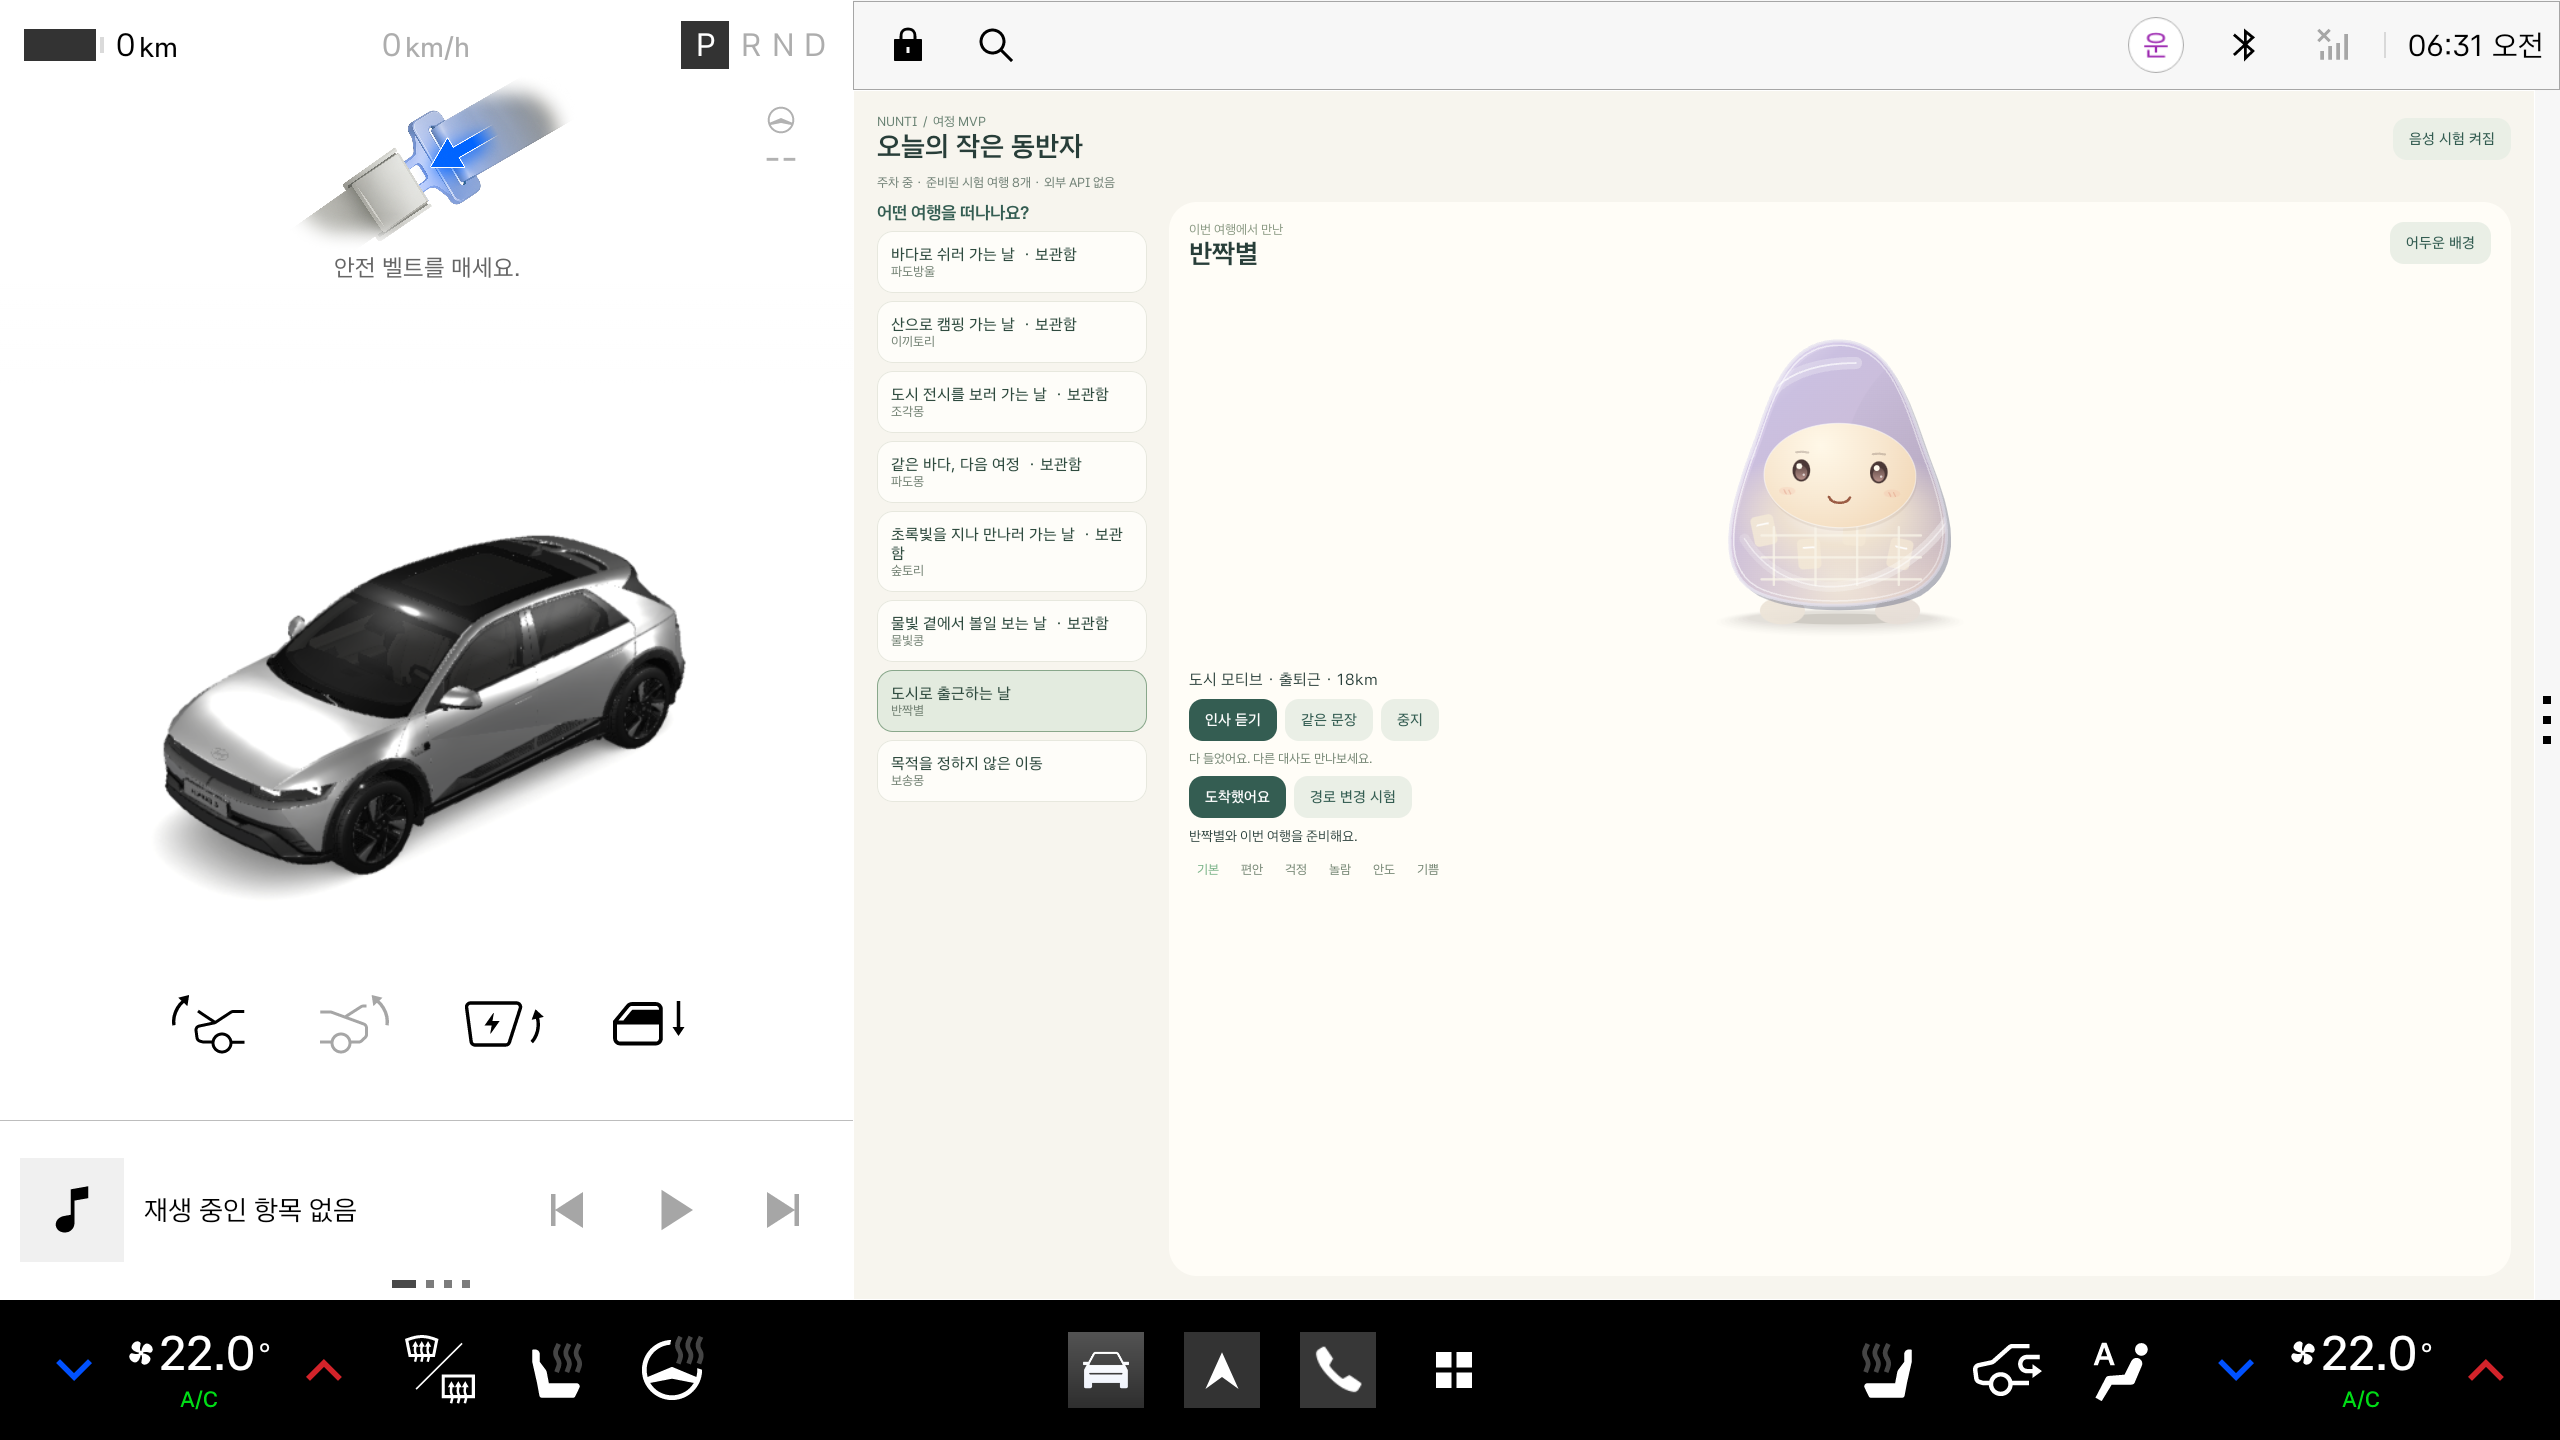 0 km
0 km/h
P R N D
안전 벨트를 매세요.
재생 중인 항목 없음
운
06:31 오전
NUNTI / 여정 MVP
오늘의 작은 동반자
주차 중 · 준비된 시험 여행 8개 · 외부 API 없음
음성 시험 켜짐
어떤 여행을 떠나나요?
바다로 쉬러 가는 날 · 보관함
파도방울
산으로 캠핑 가는 날 · 보관함
이끼토리
도시 전시를 보러 가는 날 · 보관함
조각몽
같은 바다, 다음 여정 · 보관함
파도몽
초록빛을 지나 만나러 가는 날 · 보관
함
숲토리
물빛 곁에서 볼일 보는 날 · 보관함
물빛콩
도시로 출근하는 날
반짝별
목적을 정하지 않은 이동
보송몽
이번 여행에서 만난
반짝별
어두운 배경
도시 모티브 · 출퇴근 · 18km
인사 듣기 같은 문장 중지
다 들었어요. 다른 대사도 만나보세요.
도착했어요 경로 변경 시험
반짝별와 이번 여행을 준비해요.
기본 편안 걱정 놀람 안도 기쁨
22.0°
A/C
A
22.0°
A/C